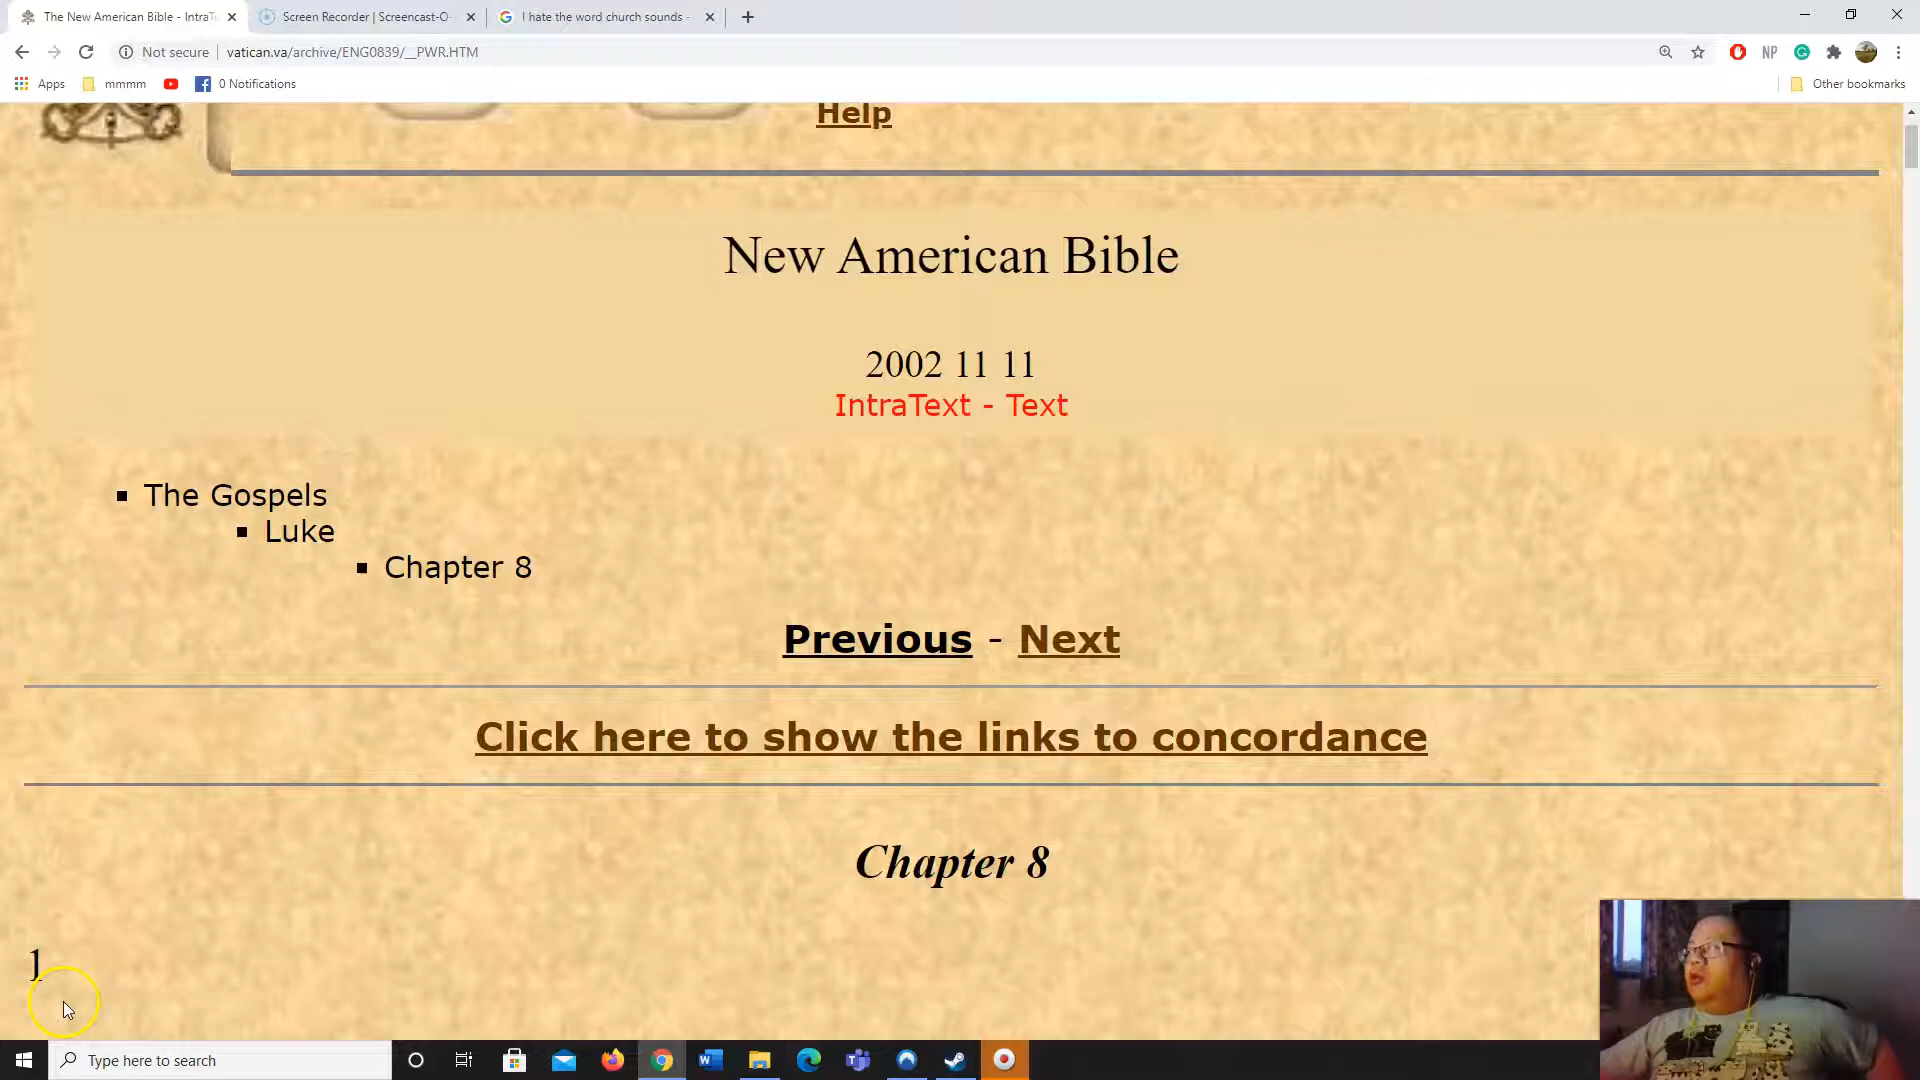 The New American Bible - IntraT
Screen Recorder | Screencast-O-
I hate the word church sounds -
Not secure
vatican.va/archive/ENG0839/__PWR.HTM
NP
Apps
mmmm
0 Notifications
Other bookmarks
Help
New American Bible
2002 11 11
IntraText - Text
The Gospels
Luke
Chapter 8
Previous - Next
Click here to show the links to concordance
Chapter 8
1
Type here to search